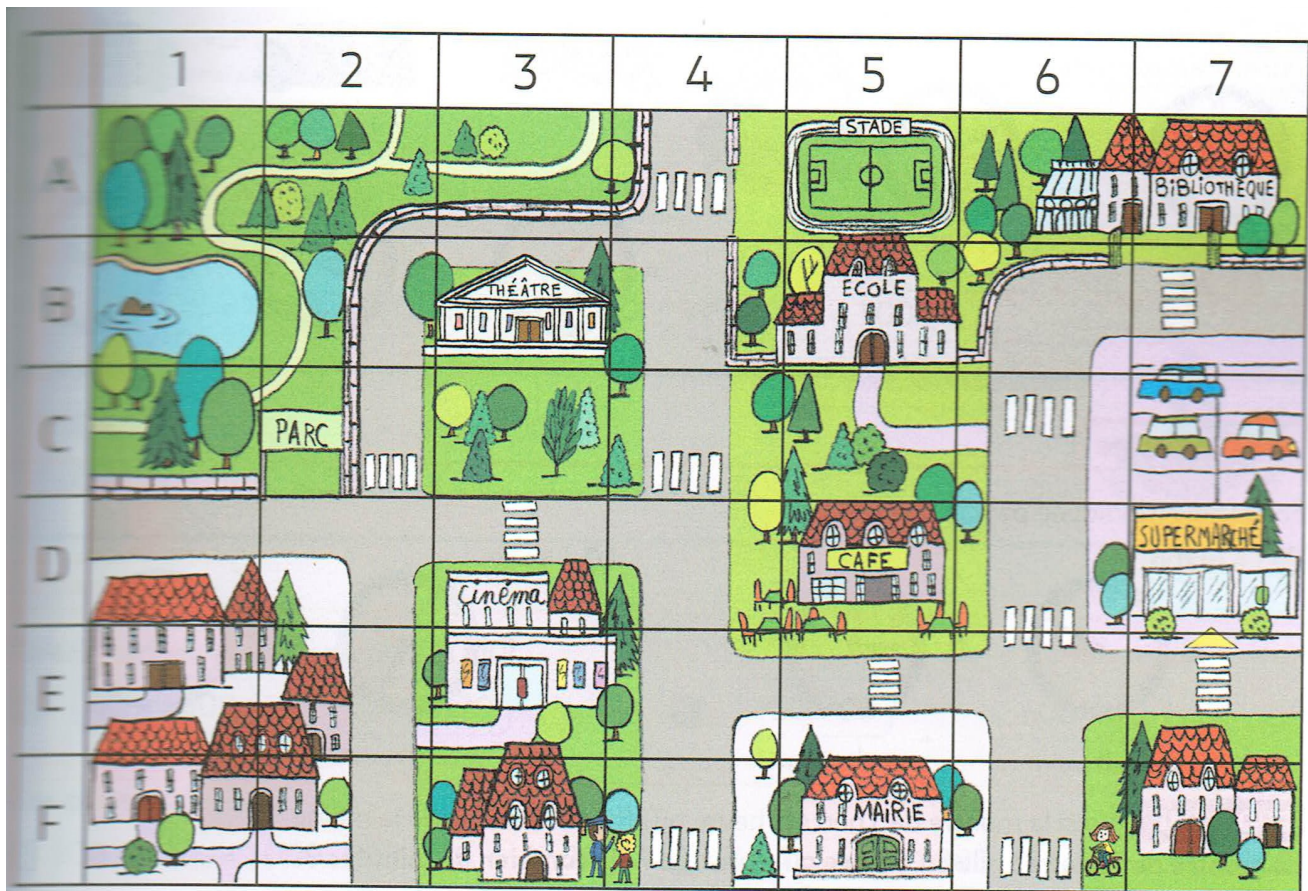 1 2 3 4 5 6 7
A
STADE
BiBLiOTHÈQUE
B
THÉÂTRE
ECOLE
C
PARC
D
SUPERMARCHÉ
CAFE
Cinéma
E
F
MAiRiE